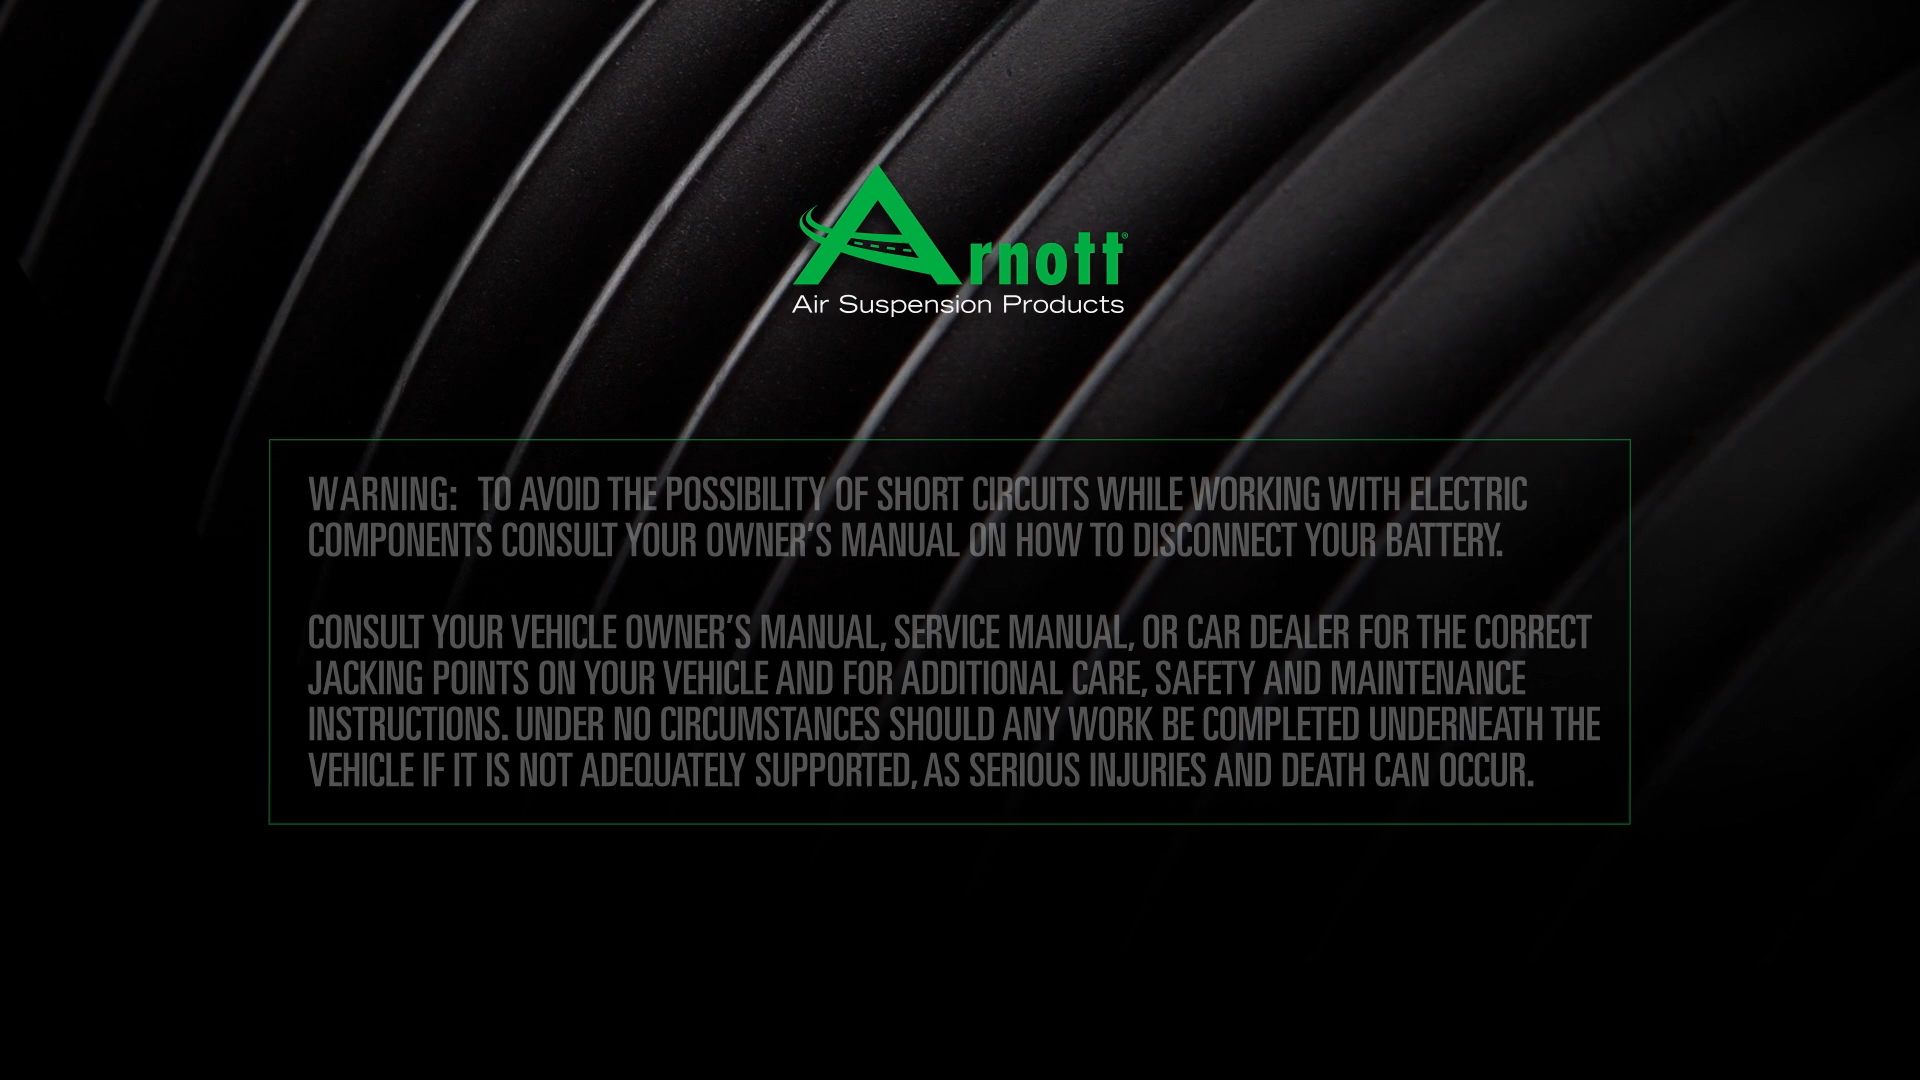 Arnott®
Air Suspension Products
WARNING: TO AVOID THE POSSIBILITY OF SHORT CIRCUITS WHILE WORKING WITH ELECTRIC
COMPONENTS CONSULT YOUR OWNER'S MANUAL ON HOW TO DISCONNECT YOUR BATTERY.
CONSULT YOUR VEHICLE OWNER'S MANUAL, SERVICE MANUAL, OR CAR DEALER FOR THE CORRECT
JACKING POINTS ON YOUR VEHICLE AND FOR ADDITIONAL CARE, SAFETY AND MAINTENANCE
INSTRUCTIONS. UNDER NO CIRCUMSTANCES SHOULD ANY WORK BE COMPLETED UNDERNEATH THE
VEHICLE IF IT IS NOT ADEQUATELY SUPPORTED, AS SERIOUS INJURIES AND DEATH CAN OCCUR.